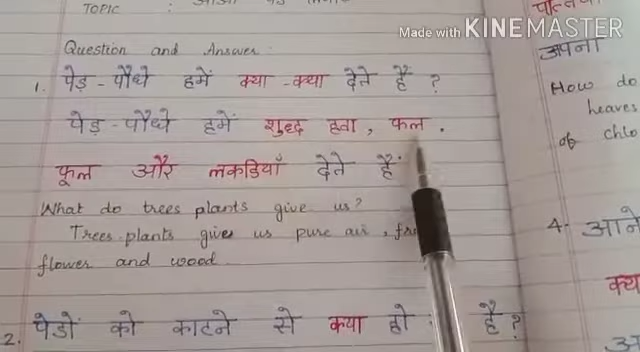 TOPIC :
Made with KINEMASTER
Question and Answer:
1. पेड़ - पौधे हमें क्या -क्या देते हैं ?
पेड़ - पौधे हमें शुद्ध हवा , फल .
फूल और लकड़ियाँ देते हैं
What do trees plants give us?
Trees plants gives us pure air ,
flower and wood.
2. पेड़ों को काटने से क्या हो है ?
अपना
How do
leaves
of chlo
4. आने
क्य